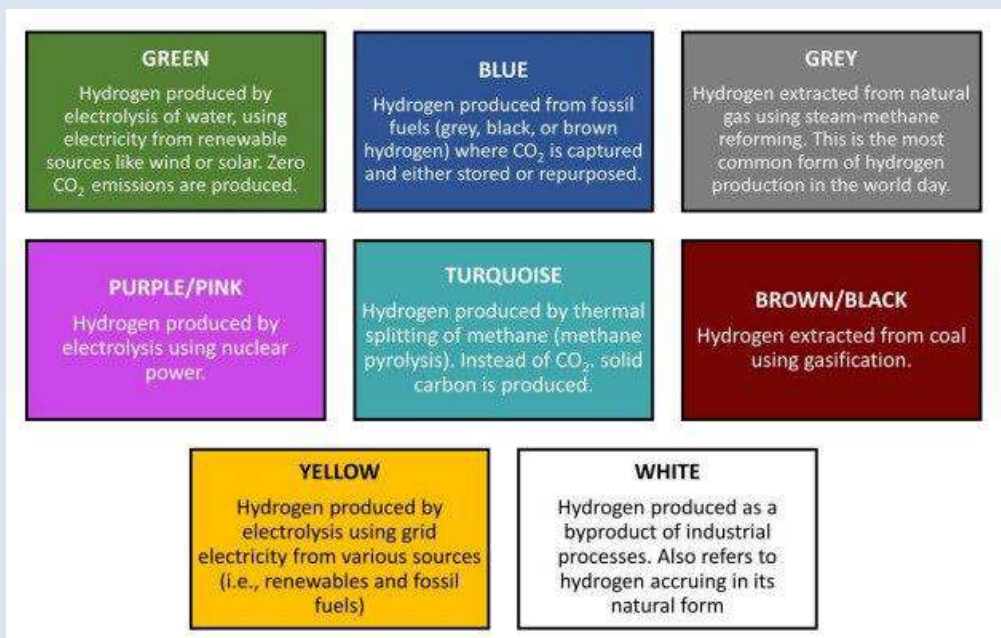 GREEN
Hydrogen produced by
electrolysis of water, using
electricity from renewable
sources like wind or solar. Zero
CO₂ emissions are produced.
BLUE
Hydrogen produced from fossil
fuels (grey, black, or brown
hydrogen) where CO₂ is captured
and either stored or repurposed.
GREY
Hydrogen extracted from natural
gas using steam-methane
reforming. This is the most
common form of hydrogen
production in the world day.
PURPLE/PINK
Hydrogen produced by
electrolysis using nuclear
power.
TURQUOISE
Hydrogen produced by thermal
splitting of methane (methane
pyrolysis). Instead of CO₂, solid
carbon is produced.
BROWN/BLACK
Hydrogen extracted from coal
using gasification.
YELLOW
Hydrogen produced by
electrolysis using grid
electricity from various sources
(i.e., renewables and fossil
fuels)
WHITE
Hydrogen produced as a
byproduct of industrial
processes. Also refers to
hydrogen accruing in its
natural form